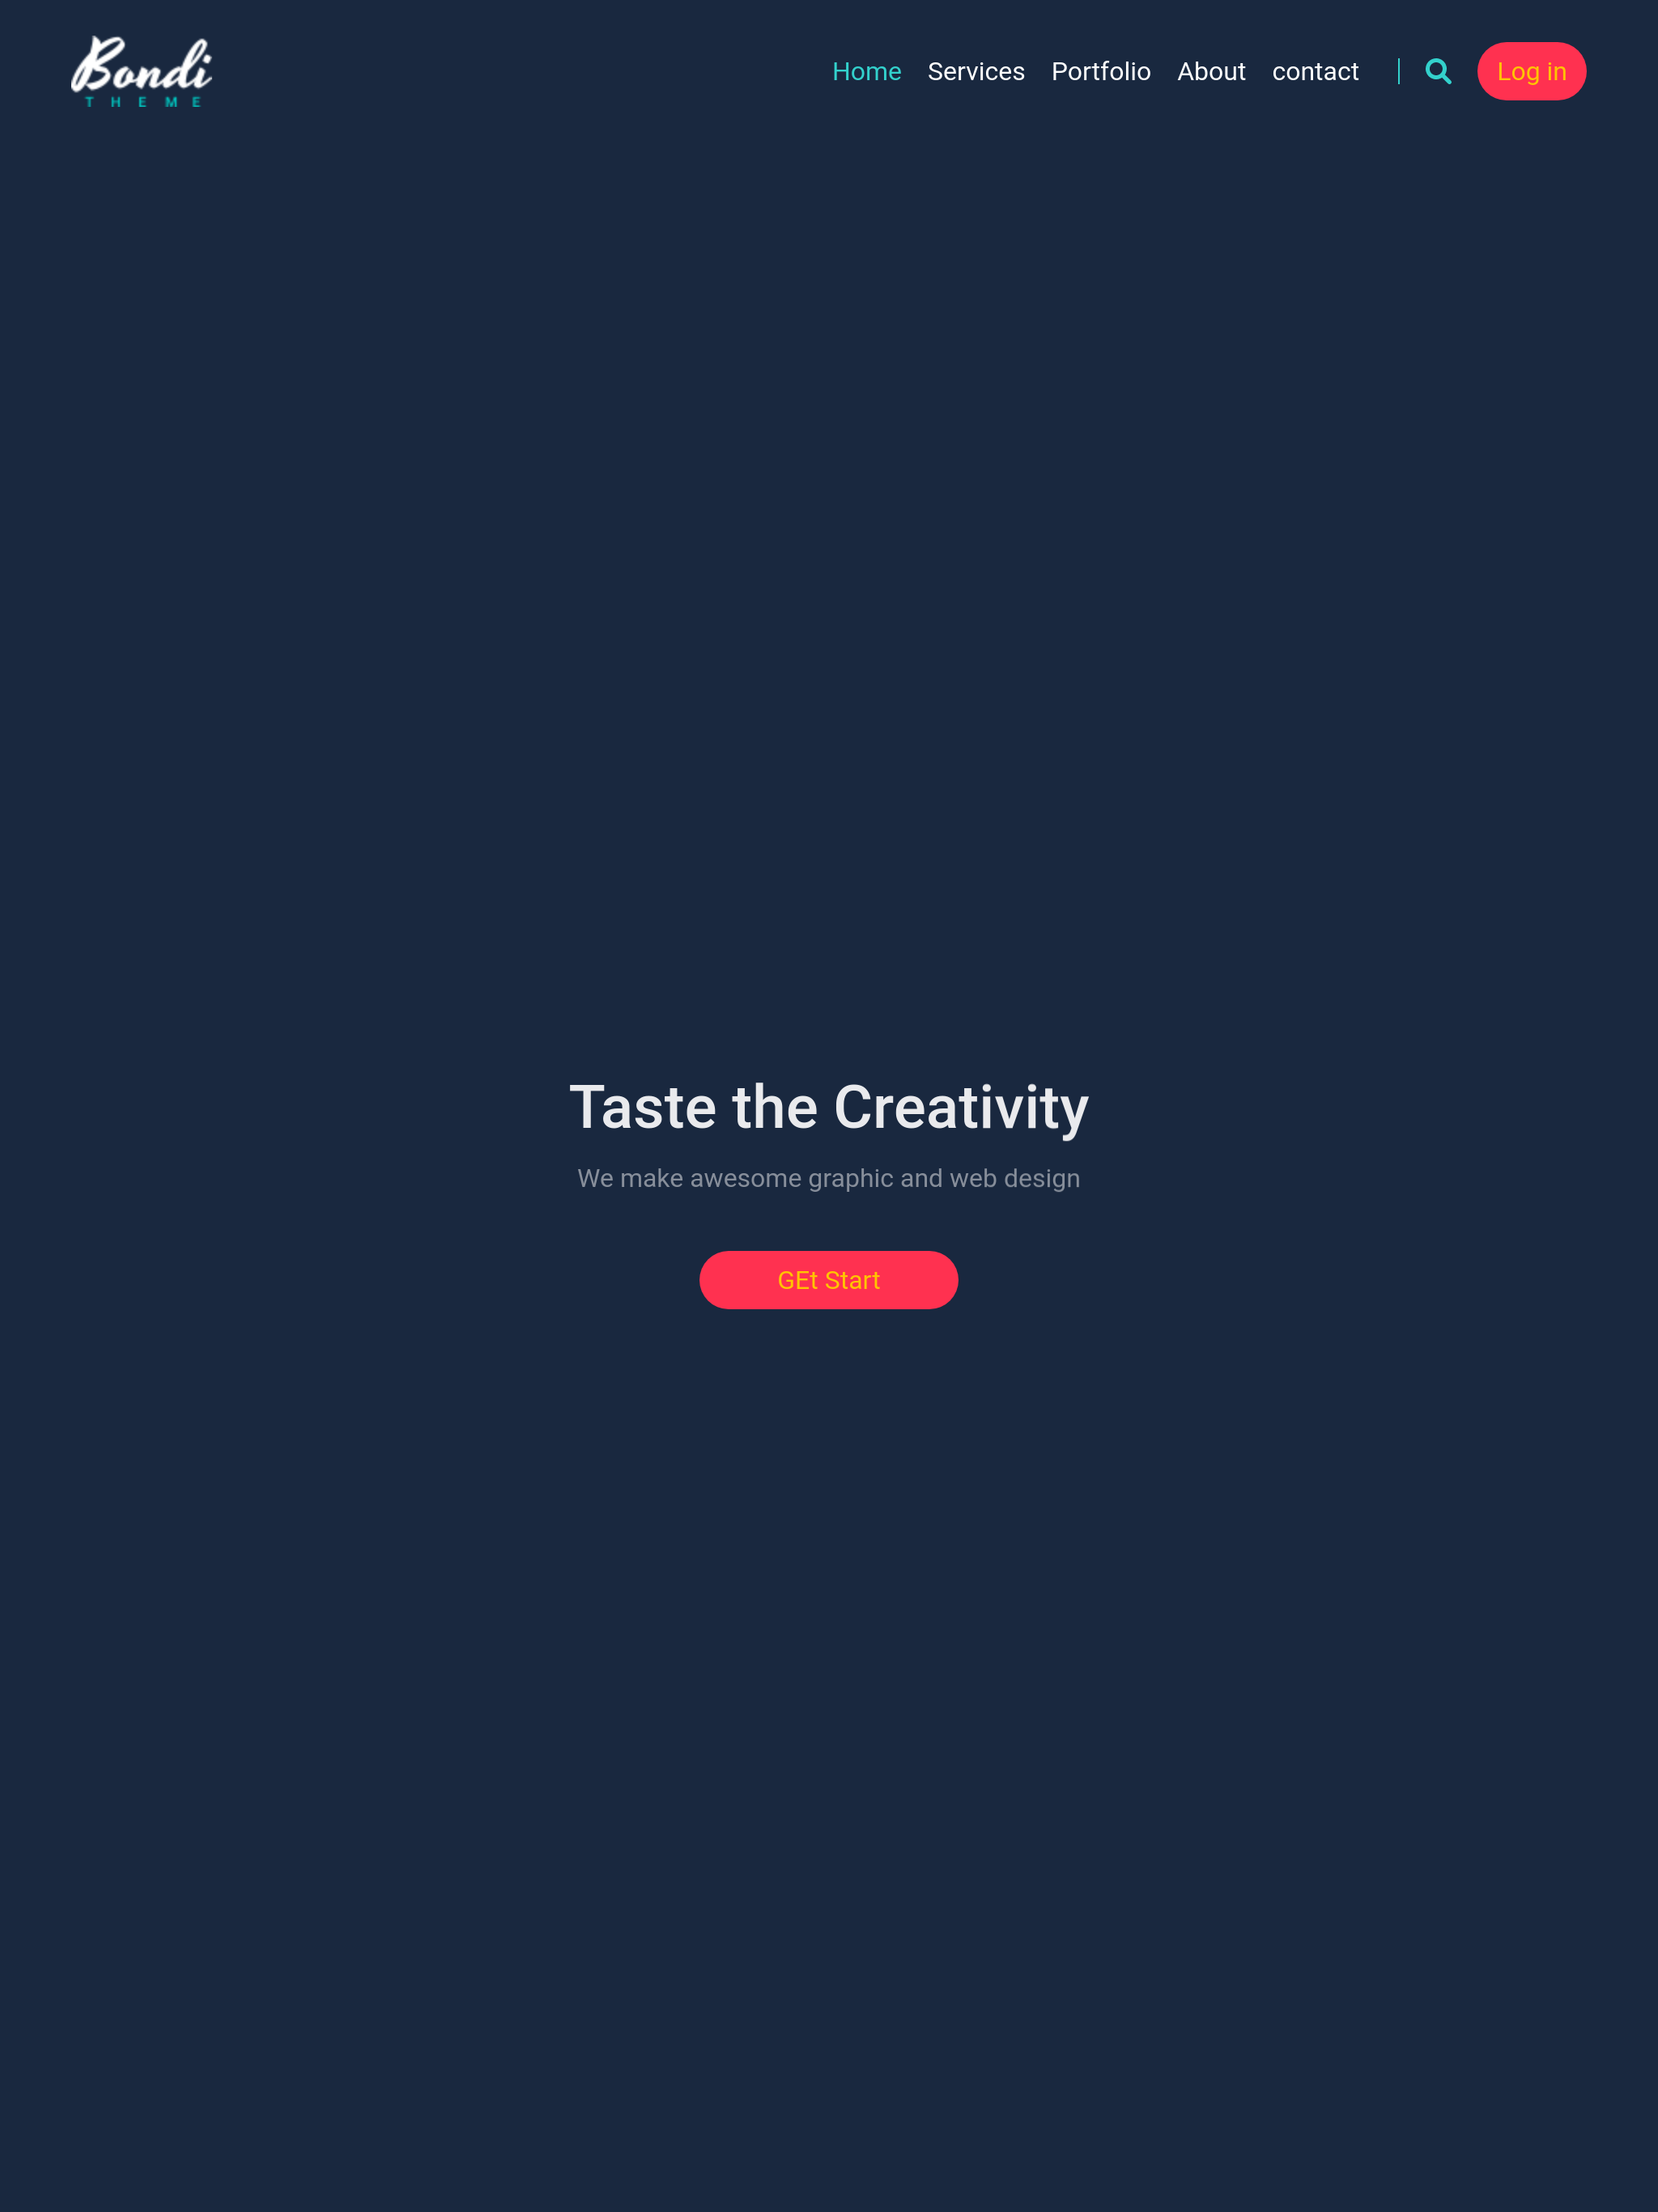 Bondi
THEME
Home Services Portfolio About contact Log in
Taste the Creativity
We make awesome graphic and web design
GEt Start